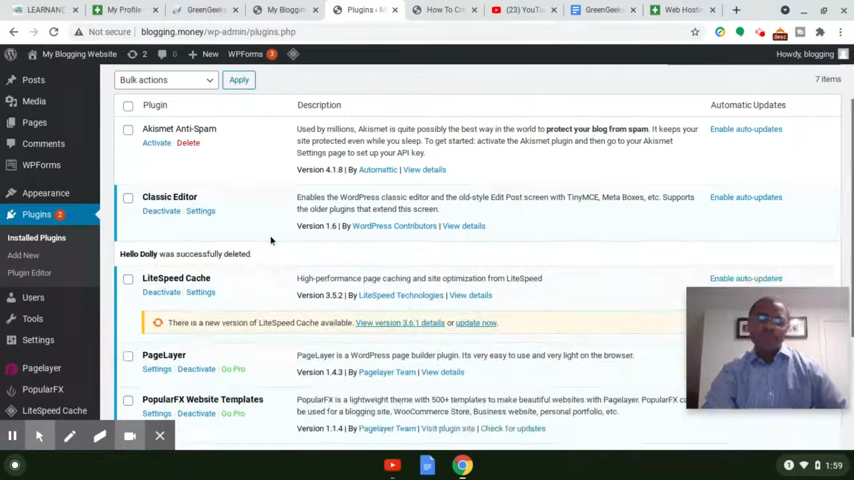 LEARNANE
My Profile
GreenGeeks
My Bloggin
Plugins ‹ M
How To Cre
(23) YouTu
GreenGeeks
Web Hostin
Not secure blogging.money/wp-admin/plugins.php
desc
My Blogging Website 2 0 New WPForms 3
Howdy, blogging
Posts
Media
Pages
Comments
WPForms
Appearance
Plugins 2
Installed Plugins
Add New
Plugin Editor
Users
Tools
Settings
Pagelayer
PopularFX
LiteSpeed Cache
Bulk actions Apply 7 items
Plugin Description Automatic Updates
Akismet Anti-Spam
Activate Delete
Used by millions, Akismet is quite possibly the best way in the world to protect your blog from spam. It keeps your
site protected even while you sleep. To get started: activate the Akismet plugin and then go to your Akismet
Settings page to set up your API key.
Version 4.1.8 | By Automattic | View details
Enable auto-updates
Classic Editor
Deactivate Settings
Enables the WordPress classic editor and the old-style Edit Post screen with TinyMCE, Meta Boxes, etc. Supports
the older plugins that extend this screen.
Version 1.6 | By WordPress Contributors | View details
Enable auto-updates
Hello Dolly was successfully deleted.
LiteSpeed Cache
Deactivate Settings
High-performance page caching and site optimization from LiteSpeed
Version 3.5.2 | By LiteSpeed Technologies | View details
Enable auto-updates
There is a new version of LiteSpeed Cache available. View version 3.6.1 details or update now.
PageLayer
Settings Deactivate Go Pro
PageLayer is a WordPress page builder plugin. Its very easy to use and very light on the browser.
Version 1.4.3 | By Pagelayer Team | View details
PopularFX Website Templates
Settings Deactivate Go Pro
PopularFX is a lightweight theme with 500+ templates to make beautiful websites with Pagelayer. PopularFX ca
be used for a blogging site, WooCommerce Store, Business website, personal portfolio, etc.
Version 1.1.4 | By Pagelayer Team | Visit plugin site | Check for updates
1 1:59